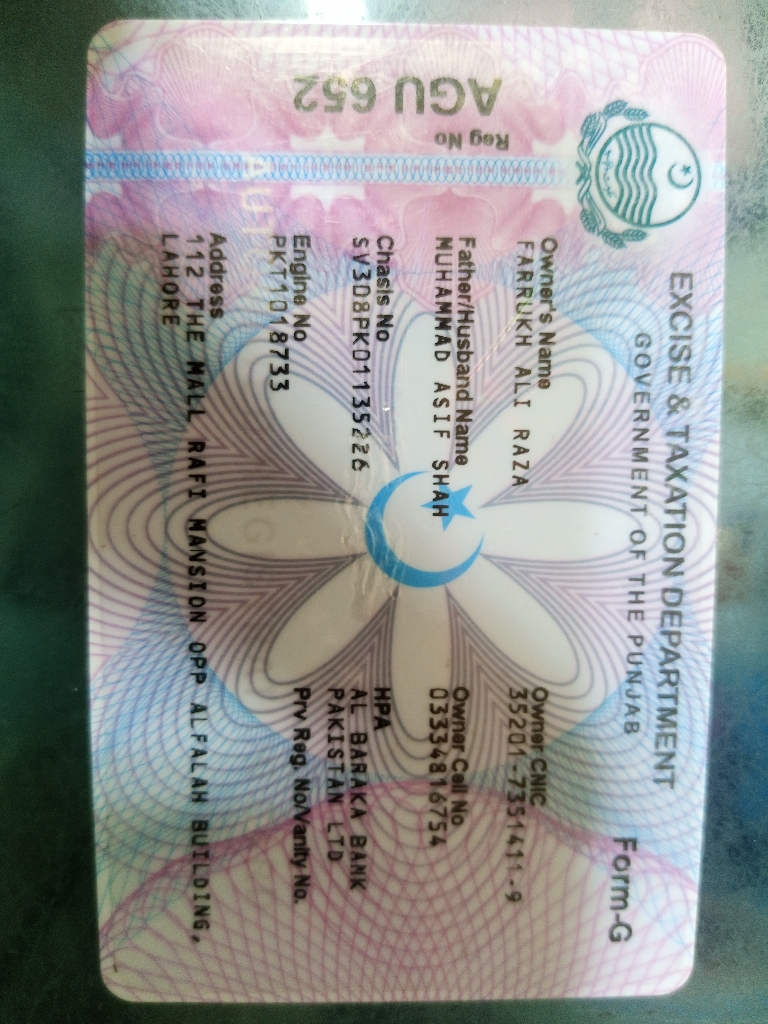 EXCISE & TAXATION DEPARTMENT
GOVERNMENT OF THE PUNJAB
Form-G
Reg No
AGU 652
Owner's Name
FARRUKH ALI RAZA
Owner CNIC
35201-7351411-9
Father/Husband Name
MUHAMMAD ASIF SHAH
Owner Cell No
03334816754
Chasis No
SV308PK01135226
HPA
AL BARAKA BANK
PAKISTAN LTD
Engine No
PKT1018733
Prv Reg. No/Vanity No.
Address
112 THE MALL RAFI MANSION OPP ALFALAH BUILDING,
LAHORE